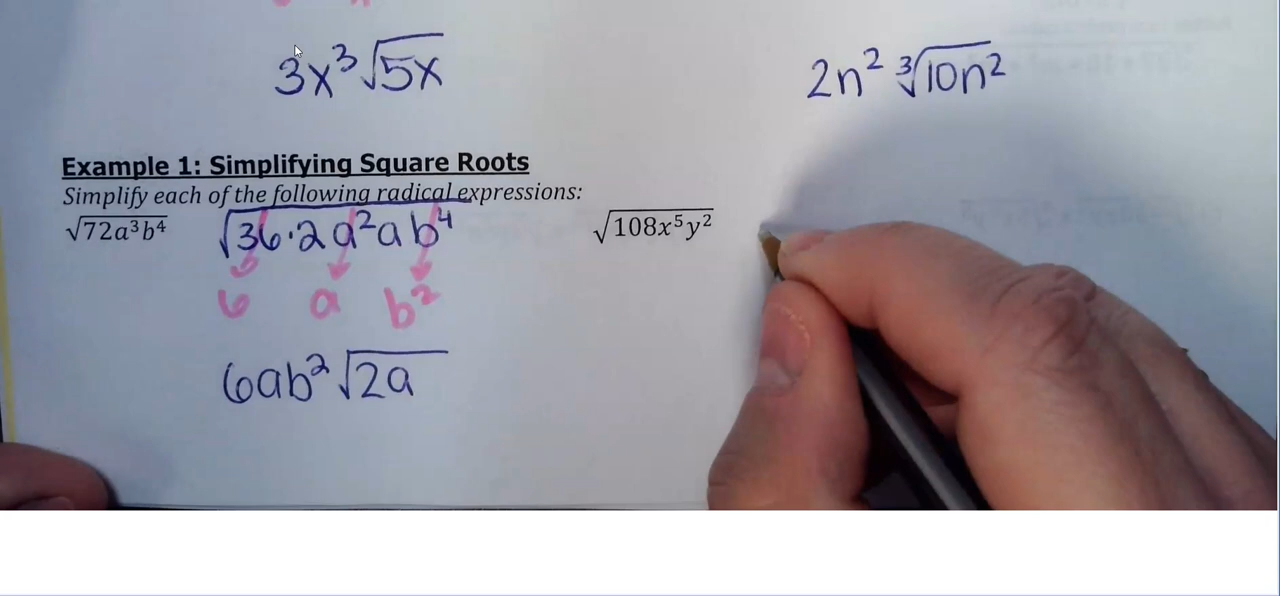 3x³√5x
2n² ³√10n²
Example 1: Simplifying Square Roots
Simplify each of the following radical expressions:
√72a³b⁴
√36·2a²ab⁴
√108x⁵y²
6 a b²
6ab²√2a